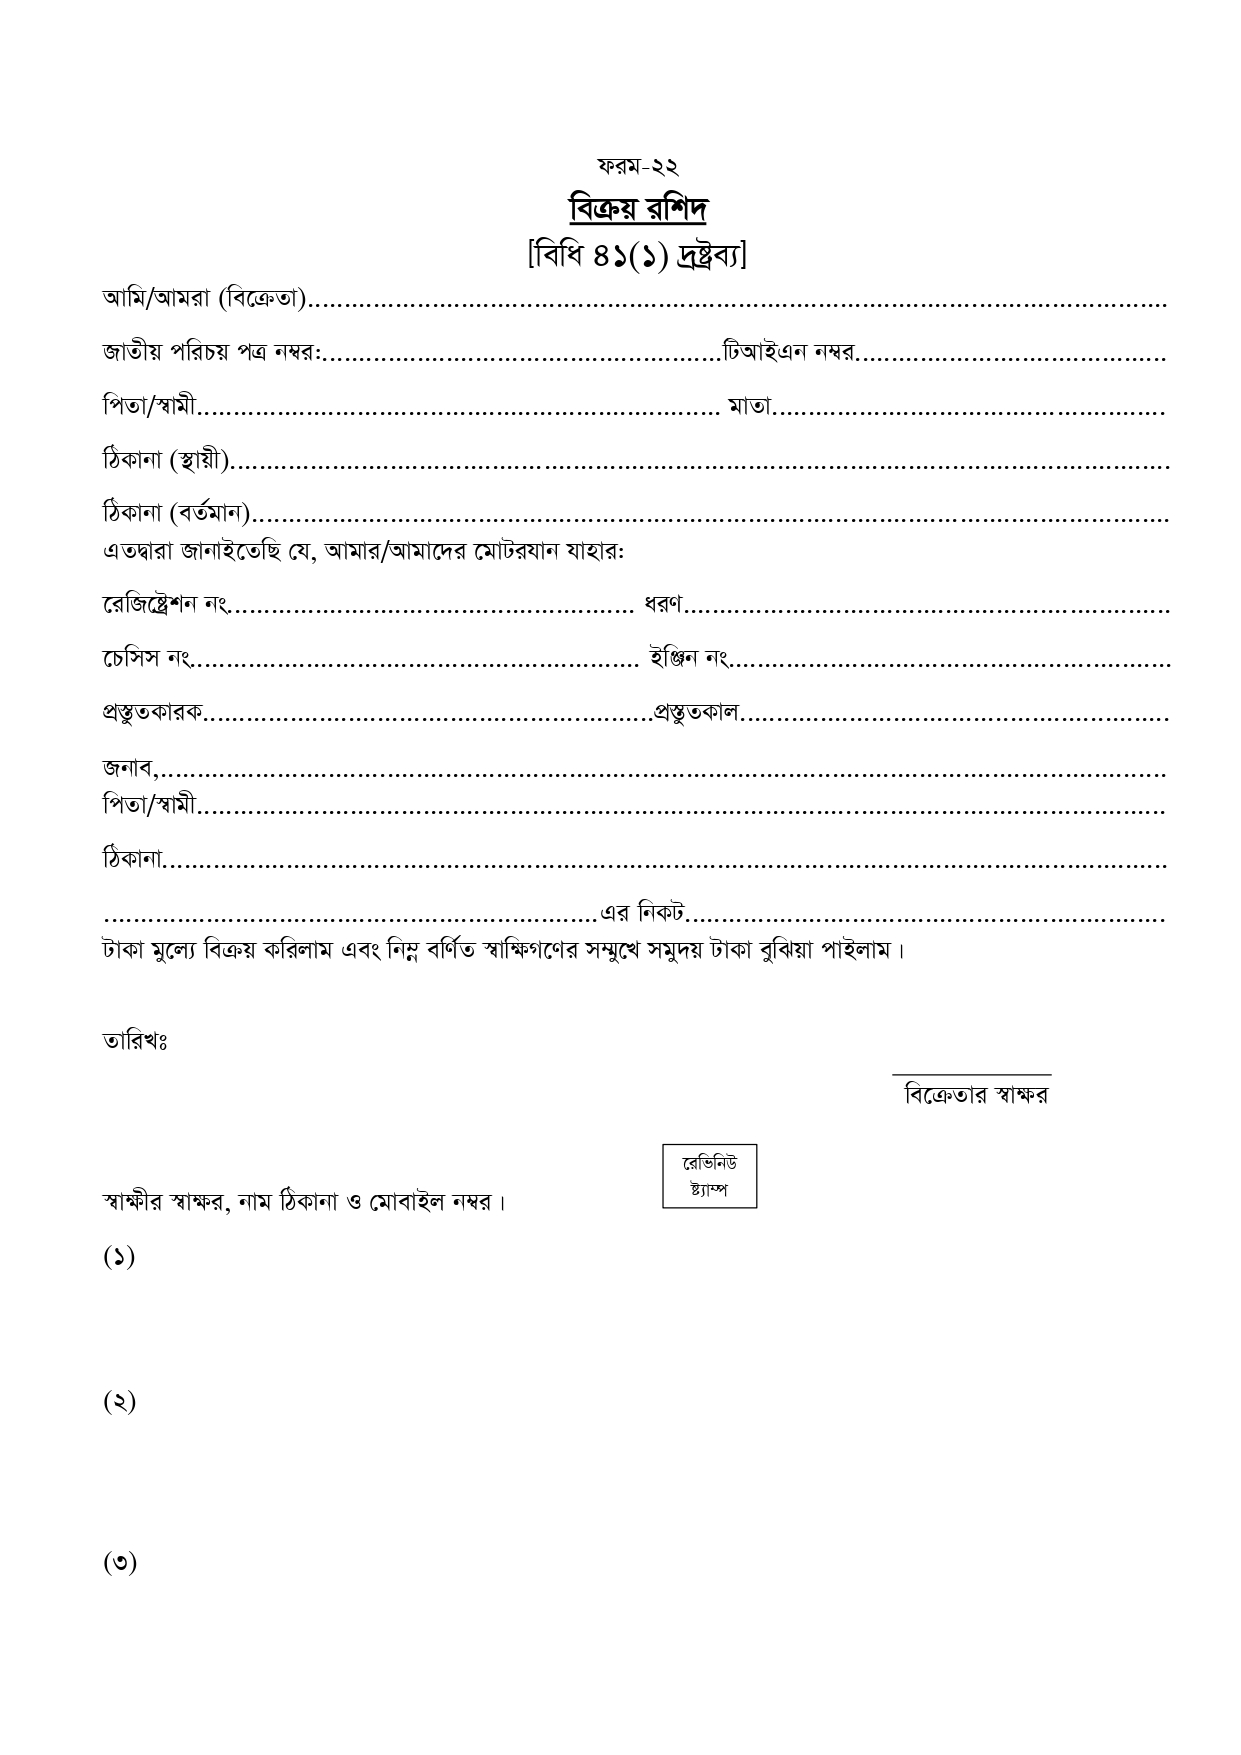 ফরম-২২
বিক্রয় রশিদ
[বিধি ৪১(১) দ্রষ্ট্রব্য]
আমি/আমরা (বিক্রেতা)........................................................................................................................
জাতীয় পরিচয় পত্র নম্বর:.......................................................টিআইএন নম্বর...........................................
পিতা/স্বামী........................................................................ মাতা......................................................
ঠিকানা (স্থায়ী)...................................................................................................................................
ঠিকানা (বর্তমান)................................................................................................................................
এতদ্বারা জানাইতেছি যে, আমার/আমাদের মোটরযান যাহার:
রেজিষ্ট্রেশন নং........................................................ ধরণ...................................................................
চেসিস নং.............................................................. ইঞ্জিন নং.............................................................
প্রস্তুতকারক..............................................................প্রস্তুতকাল...........................................................
জনাব,............................................................................................................................................
পিতা/স্বামী.......................................................................................................................................
ঠিকানা............................................................................................................................................
....................................................................এর নিকট..................................................................
টাকা মুল্যে বিক্রয় করিলাম এবং নিম্ন বর্ণিত স্বাক্ষিগণের সম্মুখে সমুদয় টাকা বুঝিয়া পাইলাম।
তারিখঃ
বিক্রেতার স্বাক্ষর
রেভিনিউ
ষ্ট্যাম্প
স্বাক্ষীর স্বাক্ষর, নাম ঠিকানা ও মোবাইল নম্বর।
(১)
(২)
(৩)